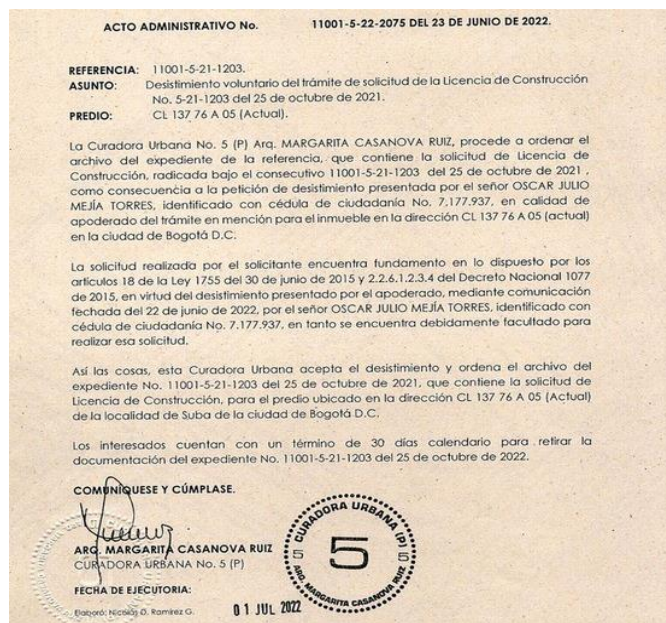 ACTO ADMINISTRATIVO No. 11001-5-22-2075 DEL 23 DE JUNIO DE 2022.
REFERENCIA: 11001-5-21-1203.
ASUNTO: Desistimiento voluntario del trámite de solicitud de la Licencia de Construcción
No. 5-21-1203 del 25 de octubre de 2021.
PREDIO: CL 137 76 A 05 (Actual).
La Curadora Urbana No. 5 (P) Arq. MARGARITA CASANOVA RUIZ, procede a ordenar el
archivo del expediente de la referencia, que contiene la solicitud de Licencia de
Construcción, radicada bajo el consecutivo 11001-5-21-1203 del 25 de octubre de 2021 ,
como consecuencia a la petición de desistimiento presentada por el señor OSCAR JULIO
MEJÍA TORRES, identificado con cédula de ciudadanía No. 7.177.937, en calidad de
apoderado del trámite en mención para el inmueble en la dirección CL 137 76 A 05 (actual)
en la ciudad de Bogotá D.C.
La solicitud realizada por el solicitante encuentra fundamento en lo dispuesto por los
artículos 18 de la Ley 1755 del 30 de junio de 2015 y 2.2.6.1.2.3.4 del Decreto Nacional 1077
de 2015, en virtud del desistimiento presentado por el apoderado, mediante comunicación
fechada del 22 de junio de 2022, por el señor OSCAR JULIO MEJÍA TORRES, identificado con
cédula de ciudadanía No. 7.177.937, en tanto se encuentra debidamente facultado para
realizar esa solicitud.
Así las cosas, esta Curadora Urbana acepta el desistimiento y ordena el archivo del
expediente No. 11001-5-21-1203 del 25 de octubre de 2021, que contiene la solicitud de
Licencia de Construcción, para el predio ubicado en la dirección CL 137 76 A 05 (Actual)
de la localidad de Suba de la ciudad de Bogotá D.C.
Los interesados cuentan con un término de 30 días calendario para retirar la
documentación del expediente No. 11001-5-21-1203 del 25 de octubre de 2022.
COMUNÍQUESE Y CÚMPLASE.
ARQ. MARGARITA CASANOVA RUIZ
CURADORA URBANA No. 5 (P)
CURADORA URBANA (P)
5 5 5
ARQ. MARGARITA CASANOVA RUIZ
FECHA DE EJECUTORIA:
Elaboró: Nicolás O. Ramírez G.
01 JUL 2022